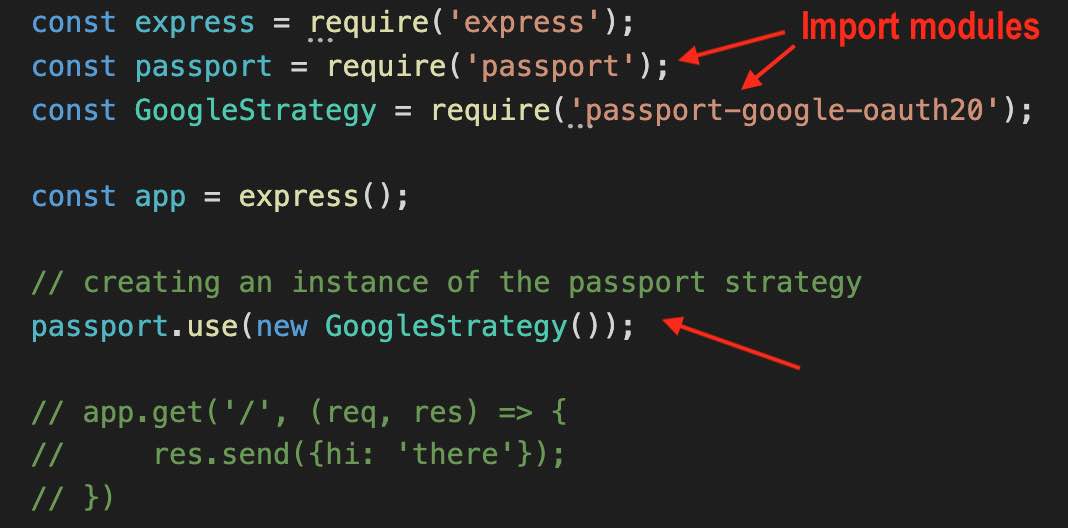 const express = require('express');
Import modules
const passport = require('passport');
const GoogleStrategy = require('passport-google-oauth20');
const app = express();
// creating an instance of the passport strategy
passport.use(new GoogleStrategy());
// app.get('/', (req, res) => {
//     res.send({hi: 'there'});
// })